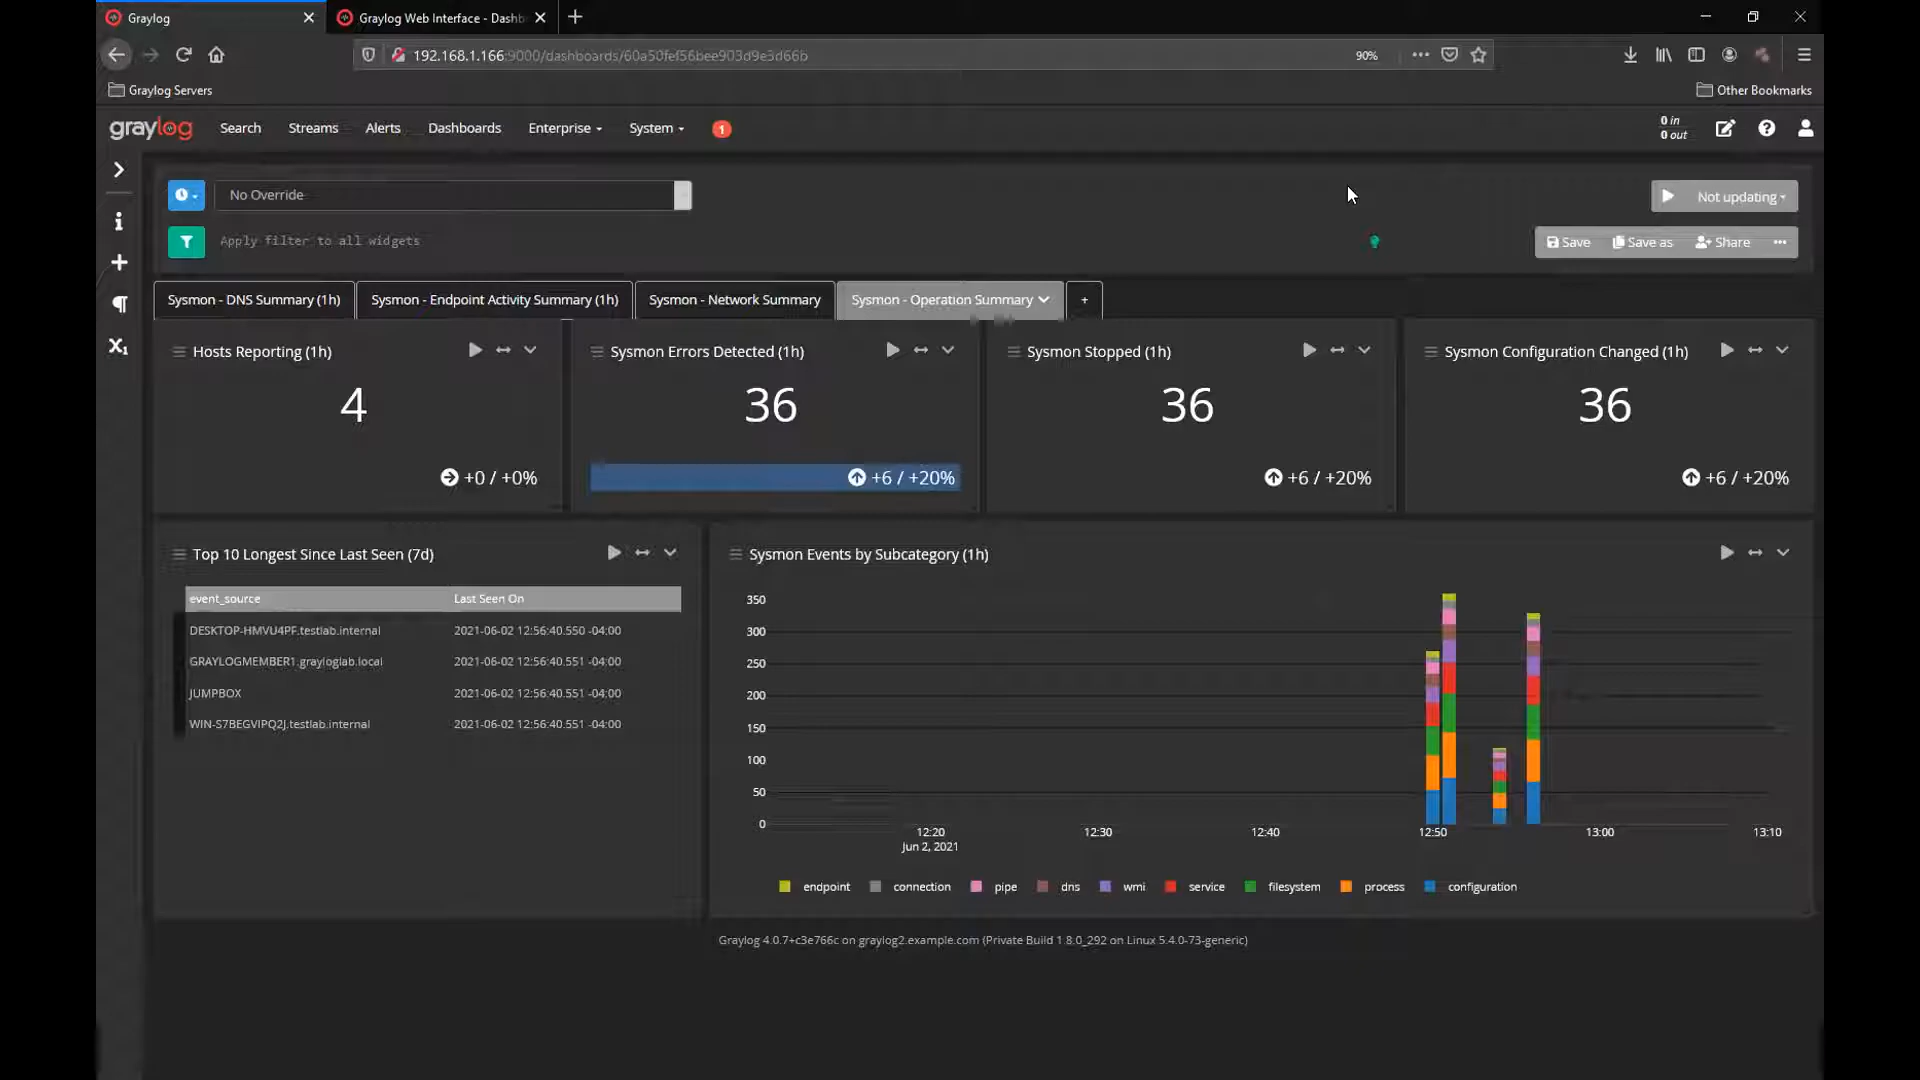 Graylog
Graylog Web Interface - Dashb
192.168.1.166:9000/dashboards/60a50fef56bee903d9e3d66b
90%
Graylog Servers
Other Bookmarks
graylog
Search
Streams
Alerts
Dashboards
Enterprise
System
1
0 in
0 out
No Override
Not updating
Apply filter to all widgets
Save
Save as
Share
Sysmon - DNS Summary (1h)
Sysmon - Endpoint Activity Summary (1h)
Sysmon - Network Summary
Sysmon - Operation Summary
+
Hosts Reporting (1h)
4
+0 / +0%
Sysmon Errors Detected (1h)
36
+6 / +20%
Sysmon Stopped (1h)
36
+6 / +20%
Sysmon Configuration Changed (1h)
36
+6 / +20%
Top 10 Longest Since Last Seen (7d)
event_source Last Seen On
DESKTOP-HMVU4PF.testlab.internal 2021-06-02 12:56:40.550 -04:00
GRAYLOGMEMBER1.grayloglab.local 2021-06-02 12:56:40.551 -04:00
JUMPBOX 2021-06-02 12:56:40.551 -04:00
WIN-S7BEGVIPQ2J.testlab.internal 2021-06-02 12:56:40.551 -04:00
Sysmon Events by Subcategory (1h)
350
300
250
200
150
100
50
0
12:20 12:30 12:40 12:50 13:00 13:10
Jun 2, 2021
endpoint connection pipe dns wmi service filesystem process configuration
Graylog 4.0.7+c3e766c on graylog2.example.com (Private Build 1.8.0_292 on Linux 5.4.0-73-generic)